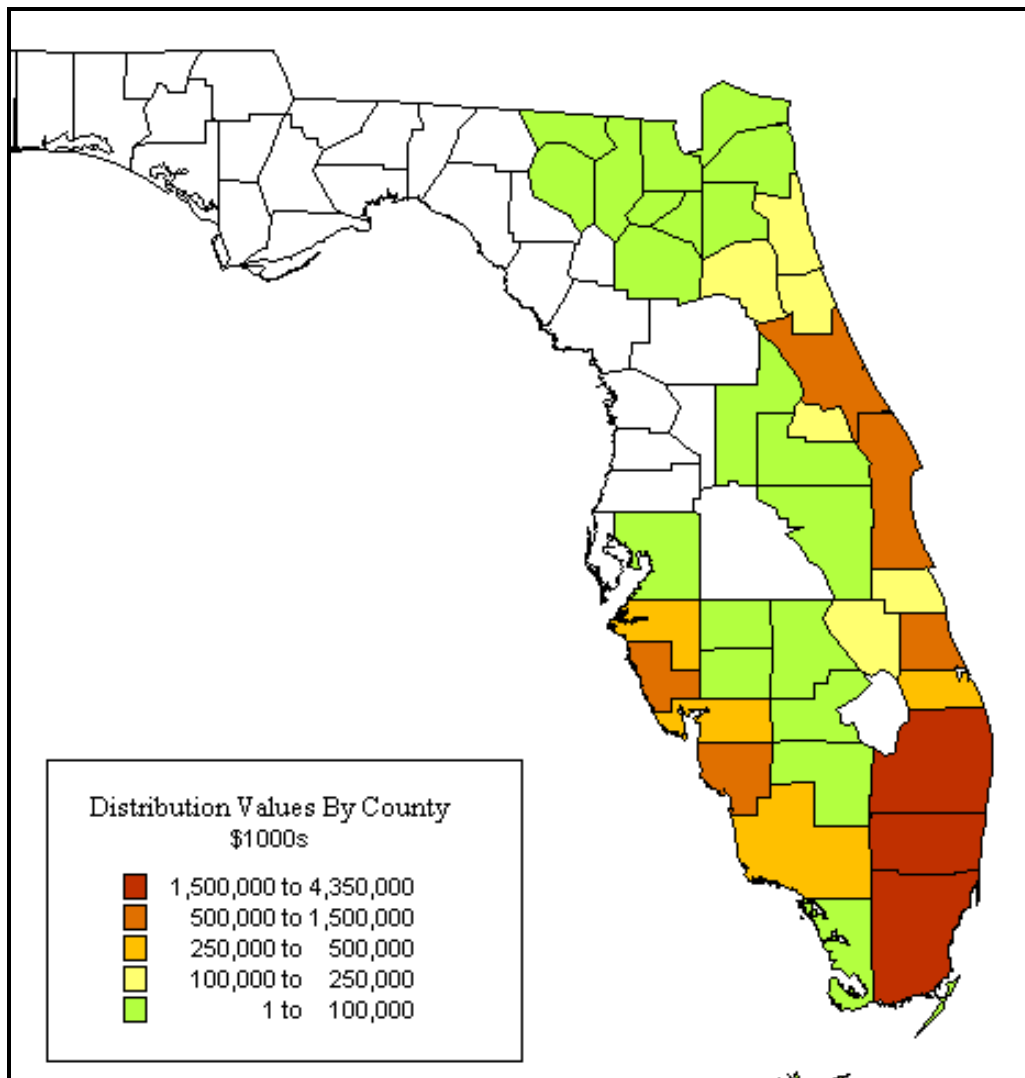 Distribution Values By County
$1000s
1,500,000 to 4,350,000
500,000 to 1,500,000
250,000 to 500,000
100,000 to 250,000
1 to 100,000